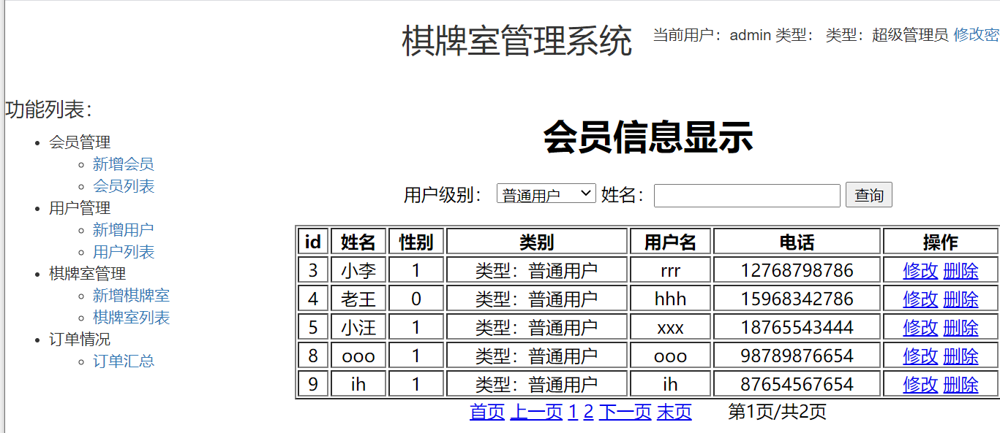 棋牌室管理系统
当前用户：admin 类型： 类型：超级管理员 修改密
功能列表：
会员管理
新增会员
会员列表
用户管理
新增用户
用户列表
棋牌室管理
新增棋牌室
棋牌室列表
订单情况
订单汇总
会员信息显示
用户级别： 普通用户 姓名： 查询
id 姓名 性别 类别 用户名 电话 操作
3 小李 1 类型：普通用户 rrr 12768798786 修改 删除
4 老王 0 类型：普通用户 hhh 15968342786 修改 删除
5 小汪 1 类型：普通用户 xxx 18765543444 修改 删除
8 ooo 1 类型：普通用户 ooo 98789876654 修改 删除
9 ih 1 类型：普通用户 ih 87654567654 修改 删除
首页 上一页 1 2 下一页 末页 第1页/共2页